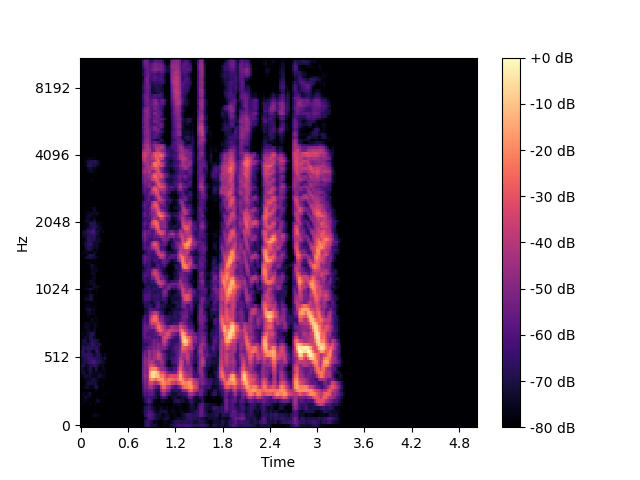 8192
4096
2048
1024
512
0
Hz
0 0.6 1.2 1.8 2.4 3 3.6 4.2 4.8
Time
+0 dB
-10 dB
-20 dB
-30 dB
-40 dB
-50 dB
-60 dB
-70 dB
-80 dB